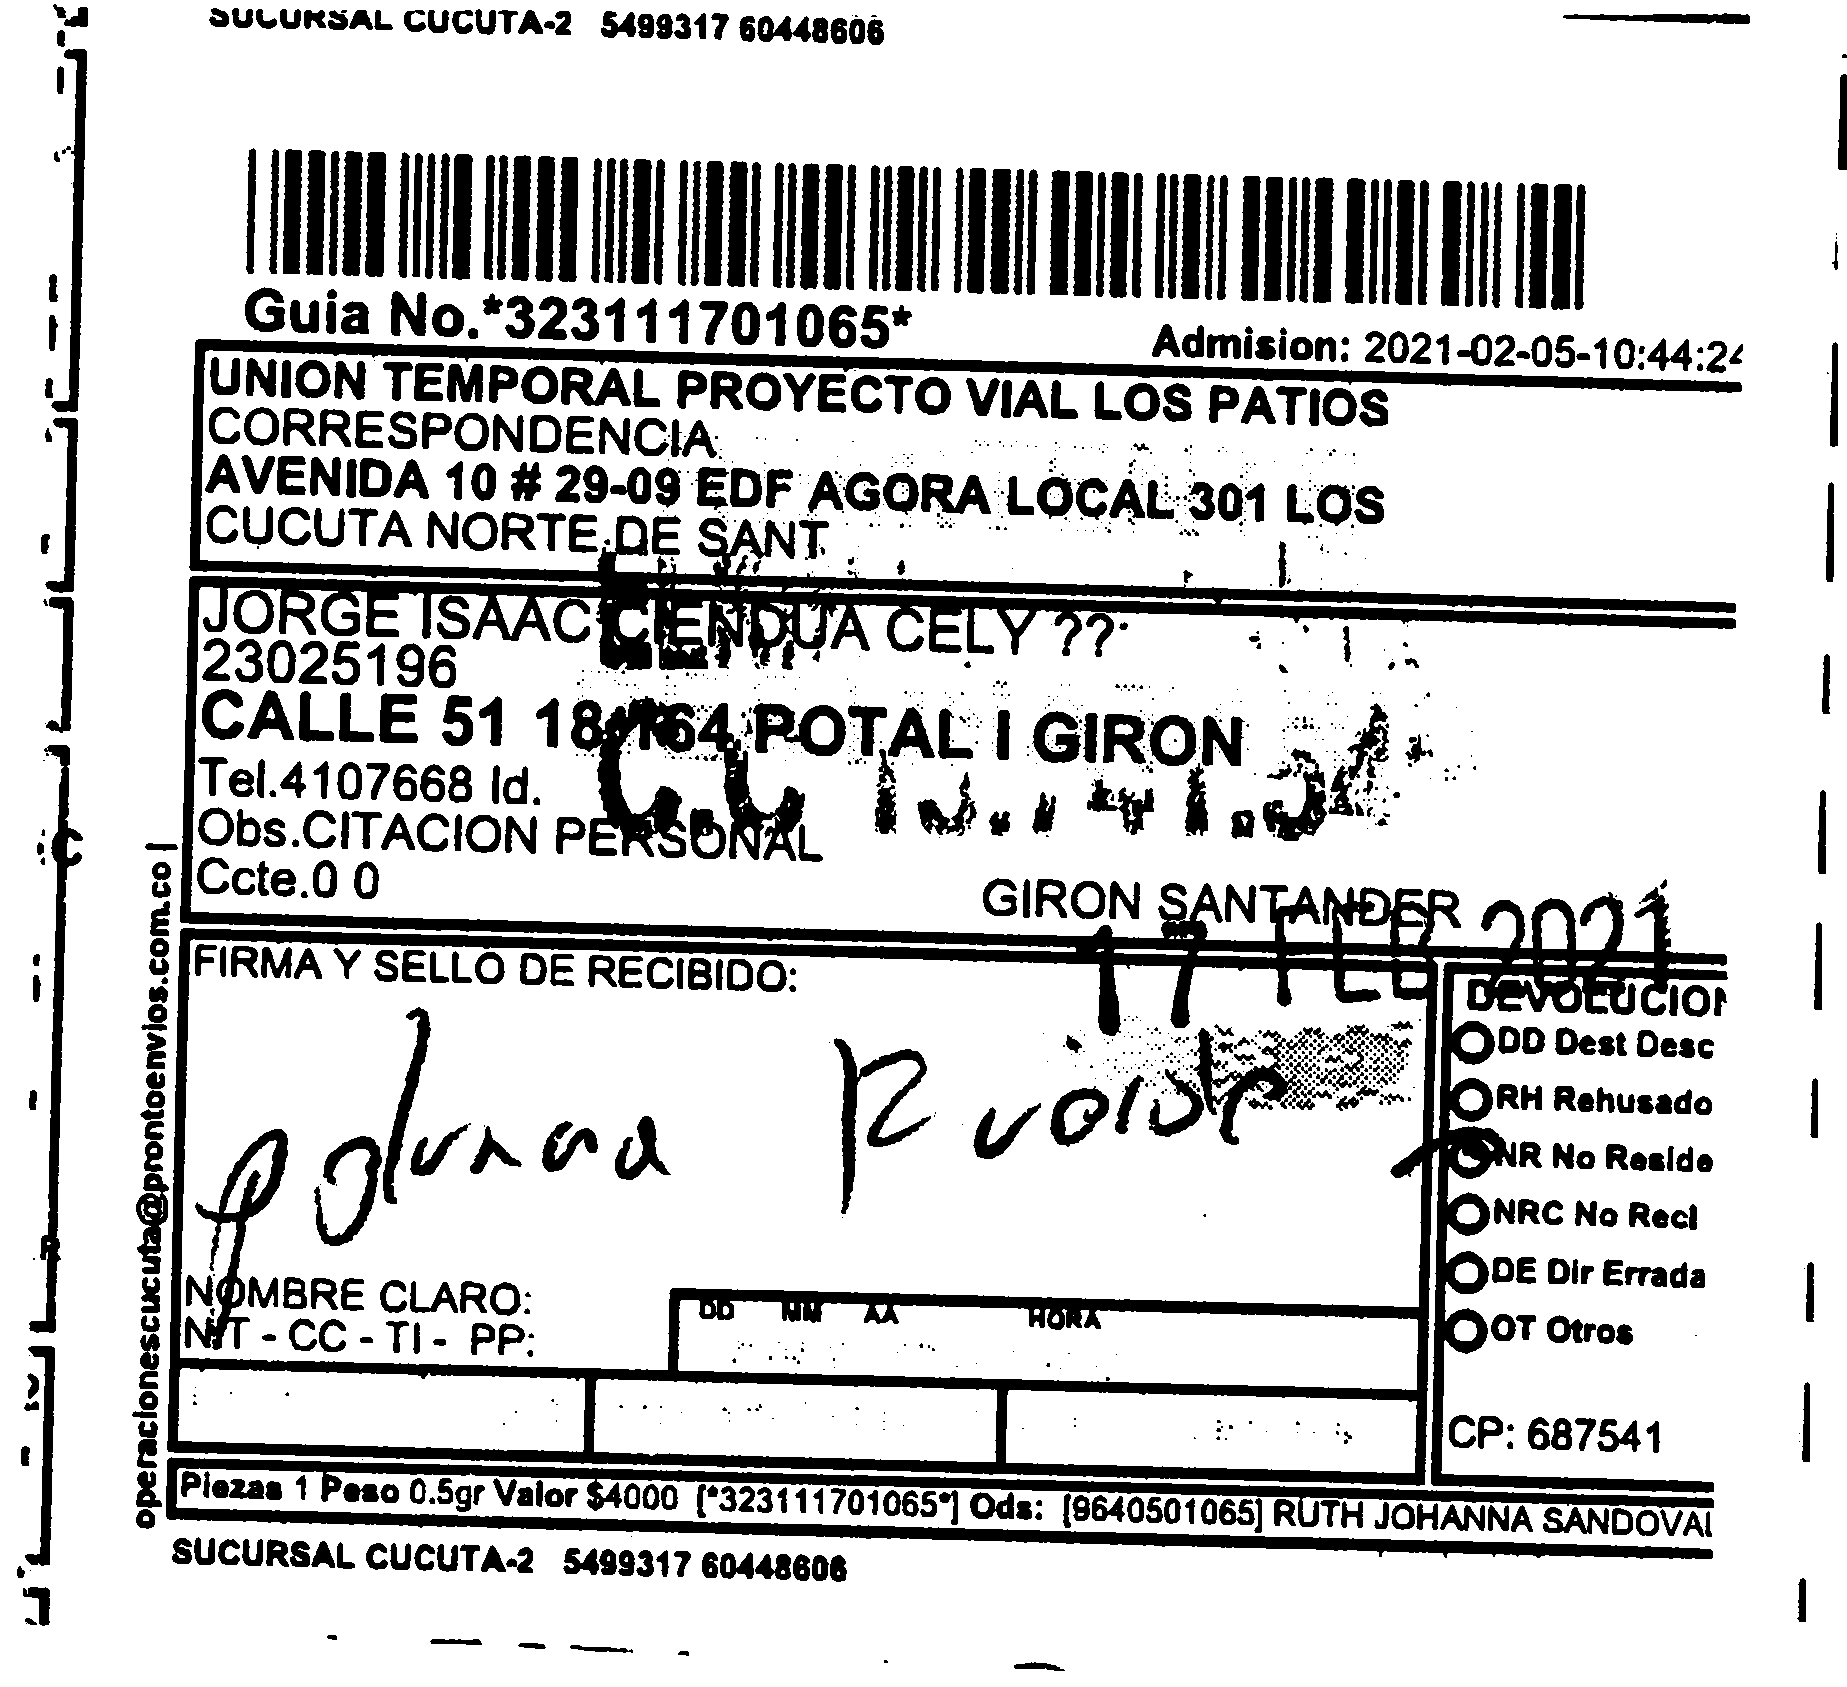 SUCURSAL CUCUTA-2 5499317 60448606
Guia No.*323111701065*
Admision: 2021-02-05-10:44:24
UNION TEMPORAL PROYECTO VIAL LOS PATIOS
CORRESPONDENCIA
AVENIDA 10 # 29-09 EDF AGORA LOCAL 301 LOS
CUCUTA NORTE DE SANT
JORGE ISAAC CIENDUA CELY ??
23025196
CALLE 51 18-164 POTAL I GIRON
Tel.4107668 Id.
Obs.CITACION PERSONAL
Ccte.0 0
GIRON SANTANDER
17 FEB 2021
FIRMA Y SELLO DE RECIBIDO:
DEVOLUCION
DD Dest Desc
RH Rehusado
NR No Reside
NRC No Reci
DE Dir Errada
OT Otros
NOMBRE CLARO:
NIT - CC - TI - PP:
DD MM AA HORA
CP: 687541
Piezas 1 Peso 0.5gr Valor $4000 [*323111701065*] Ods: [9640501065] RUTH JOHANNA SANDOVAL
SUCURSAL CUCUTA-2 5499317 60448606
operacionescucuta@prontoenvios.com.co |